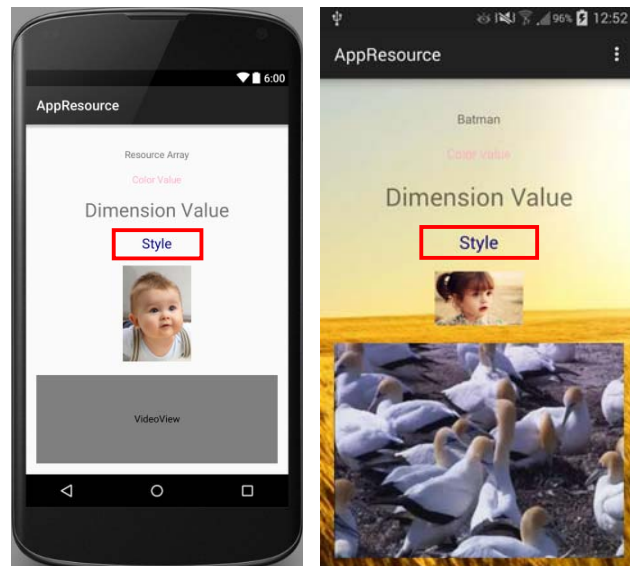 6:00
AppResource
Resource Array
Color Value
Dimension Value
Style
VideoView
96% 12:52
AppResource
Batman
Color Value
Dimension Value
Style